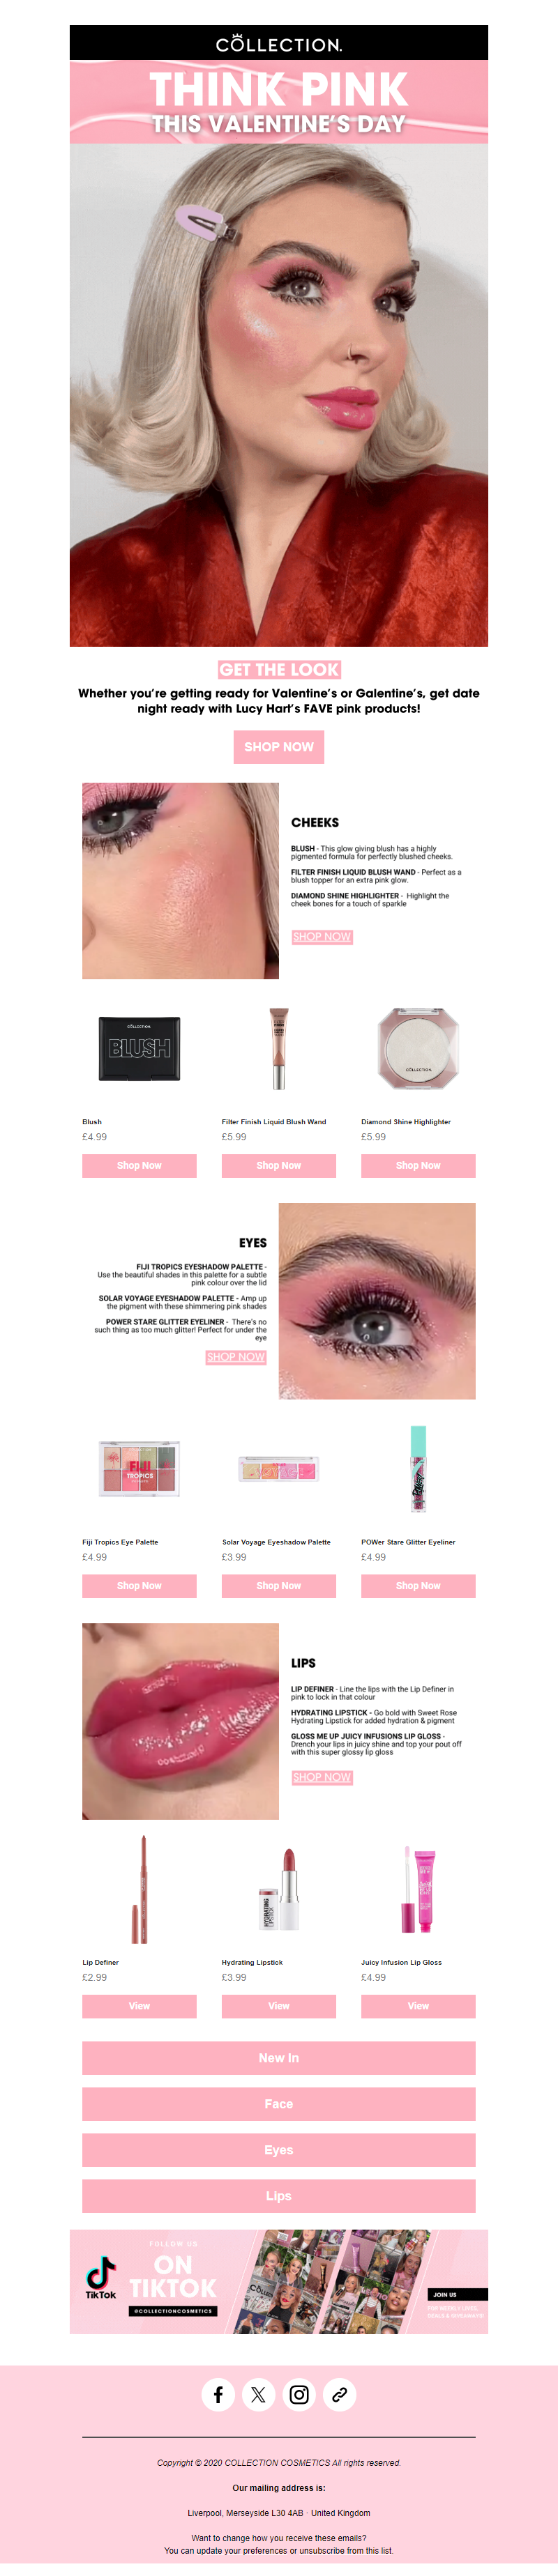 COLLECTION.
THINK PINK
THIS VALENTINE'S DAY
GET THE LOOK
Whether you're getting ready for Valentine's or Galentine's, get date
night ready with Lucy Hart's FAVE pink products!
SHOP NOW
CHEEKS
BLUSH - This glow giving blush has a highly
pigmented formula for perfectly blushed cheeks.
FILTER FINISH LIQUID BLUSH WAND - Perfect as a
blush topper for an extra pink glow.
DIAMOND SHINE HIGHLIGHTER - Highlight the
cheek bones for a touch of sparkle
SHOP NOW
COLLECTION
BLUSH
COLLECTION
Blush
Filter Finish Liquid Blush Wand
Diamond Shine Highlighter
£4.99
£5.99
£5.99
Shop Now
Shop Now
Shop Now
EYES
FIJI TROPICS EYESHADOW PALETTE -
Use the beautiful shades in this palette for a subtle
pink colour over the lid
SOLAR VOYAGE EYESHADOW PALETTE - Amp up
the pigment with these shimmering pink shades
POWER STARE GLITTER EYELINER - There's no
such thing as too much glitter! Perfect for under the
eye
SHOP NOW
FIJI
TROPICS
Fiji Tropics Eye Palette
Solar Voyage Eyeshadow Palette
POWer Stare Glitter Eyeliner
£4.99
£3.99
£4.99
Shop Now
Shop Now
Shop Now
LIPS
LIP DEFINER - Line the lips with the Lip Definer in
pink to lock in that colour
HYDRATING LIPSTICK - Go bold with Sweet Rose
Hydrating Lipstick for added hydration & pigment
GLOSS ME UP JUICY INFUSIONS LIP GLOSS -
Drench your lips in juicy shine and top your pout off
with this super glossy lip gloss
SHOP NOW
HYDRATING
LIPSTICK
Lip Definer
Hydrating Lipstick
Juicy Infusion Lip Gloss
£2.99
£3.99
£4.99
View
View
View
New In
Face
Eyes
Lips
FOLLOW US
ON
TIKTOK
@COLLECTIONCOSMETICS
TikTok
JOIN US
FOR WEEKLY LIVES,
DEALS & GIVEAWAYS!
Copyright © 2020 COLLECTION COSMETICS All rights reserved.
Our mailing address is:
Liverpool, Merseyside L30 4AB · United Kingdom
Want to change how you receive these emails?
You can update your preferences or unsubscribe from this list.